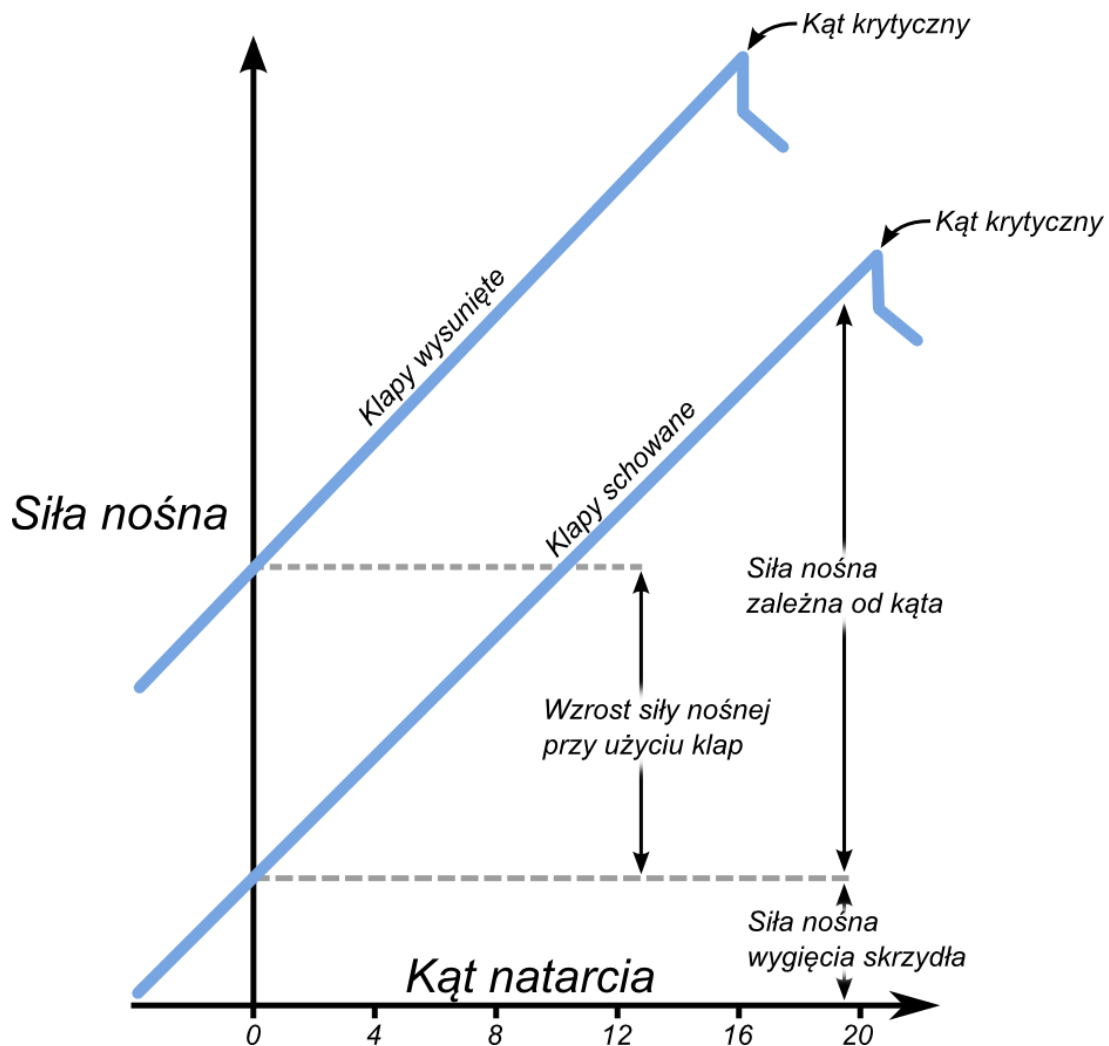 Kąt krytyczny
Kąt krytyczny
Klapy wysunięte
Klapy schowane
Siła nośna
Siła nośna
zależna od kąta
Wzrost siły nośnej
przy użyciu klap
Siła nośna
wygięcia skrzydła
Kąt natarcia
0 4 8 12 16 20